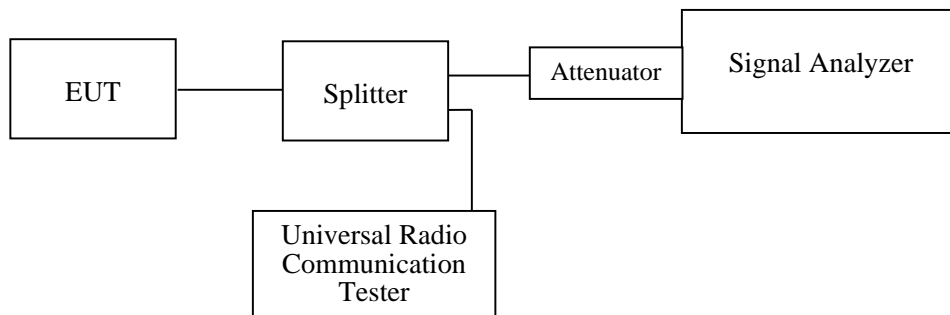 EUT
Splitter
Attenuator
Signal Analyzer
Universal Radio
Communication
Tester